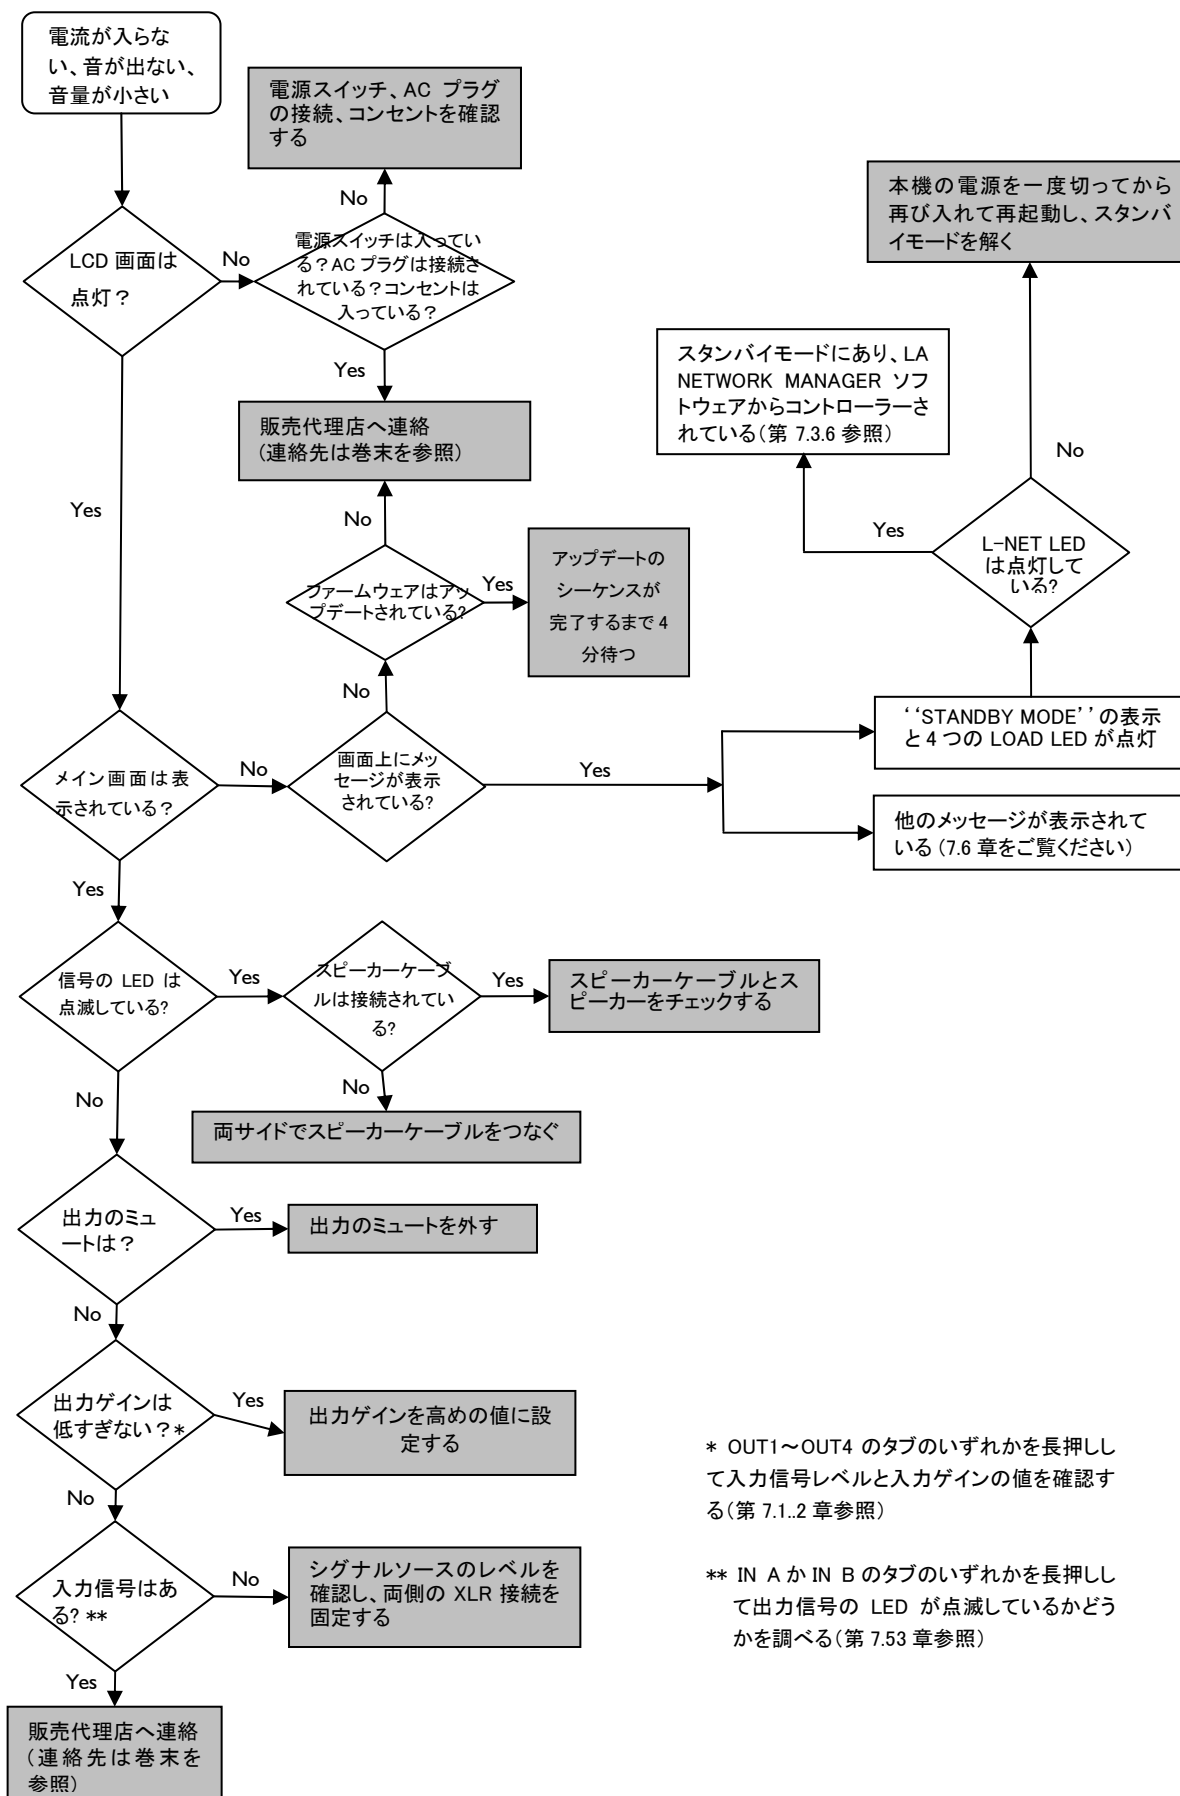 電流が入らな
い、音が出ない、
音量が小さい
電源スイッチ、AC プラグ
の接続、コンセントを確認
する
No
LCD 画面は
点灯？
No
電源スイッチは入ってい
る？AC プラグは接続さ
れている？コンセントは
入っている？
Yes
販売代理店へ連絡
(連絡先は巻末を参照)
本機の電源を一度切ってから
再び入れて再起動し、スタンバ
イモードを解く
スタンバイモードにあり、LA
NETWORK MANAGER ソフ
トウェアからコントローラーさ
れている(第 7.3.6 参照)
No
Yes
L-NET LED
は点灯して
いる?
Yes
No
ファームウェアはアッ
プデートされている?
Yes
アップデートの
シーケンスが
完了するまで 4
分待つ
No
‘‘STANDBY MODE’’の表示
と 4 つの LOAD LED が点灯
メイン画面は表
示されている？
No
画面上にメッ
セージが表示
されている?
Yes
他のメッセージが表示されて
いる (7.6 章をご覧ください)
Yes
信号の LED は
点滅している?
Yes
スピーカーケーブ
ルは接続されてい
る?
Yes
スピーカーケーブルとス
ピーカーをチェックする
No
No
両サイドでスピーカーケーブルをつなぐ
出力のミュ
ートは？
Yes
出力のミュートを外す
No
出力ゲインは
低すぎない？*
Yes
出力ゲインを高めの値に設
定する
No
入力信号はあ
る? **
No
シグナルソースのレベルを
確認し、両側の XLR 接続を
固定する
Yes
販売代理店へ連絡
(連絡先は巻末を
参照)
* OUT1～OUT4 のタブのいずれかを長押しし
て入力信号レベルと入力ゲインの値を確認す
る(第 7.1..2 章参照)
** IN A か IN B のタブのいずれかを長押しし
て出力信号の LED が点滅しているかどう
かを調べる(第 7.53 章参照)